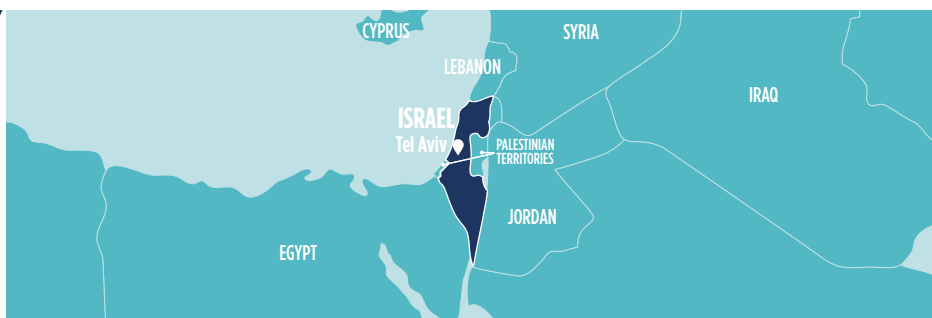 CYPRUS
SYRIA
LEBANON
IRAQ
ISRAEL
Tel Aviv
PALESTINIAN
TERRITORIES
JORDAN
EGYPT